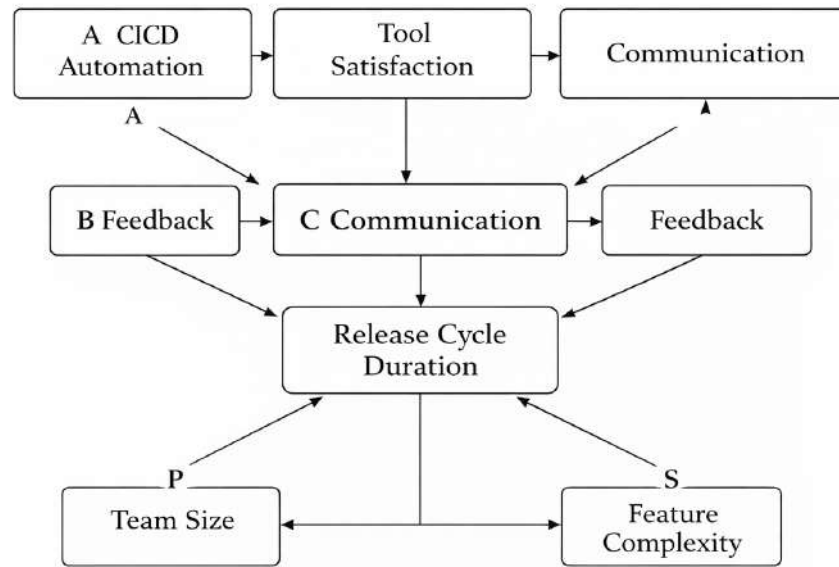 A CICD
Automation
Tool
Satisfaction
Communication
A
B Feedback
C Communication
Feedback
Release Cycle
Duration
P
S
Team Size
Feature
Complexity